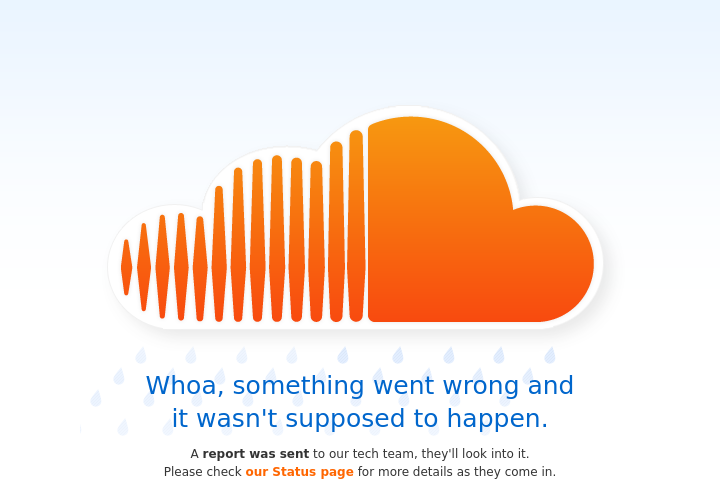 Whoa, something went wrong and
it wasn't supposed to happen.
A report was sent to our tech team, they'll look into it.
Please check our Status page for more details as they come in.